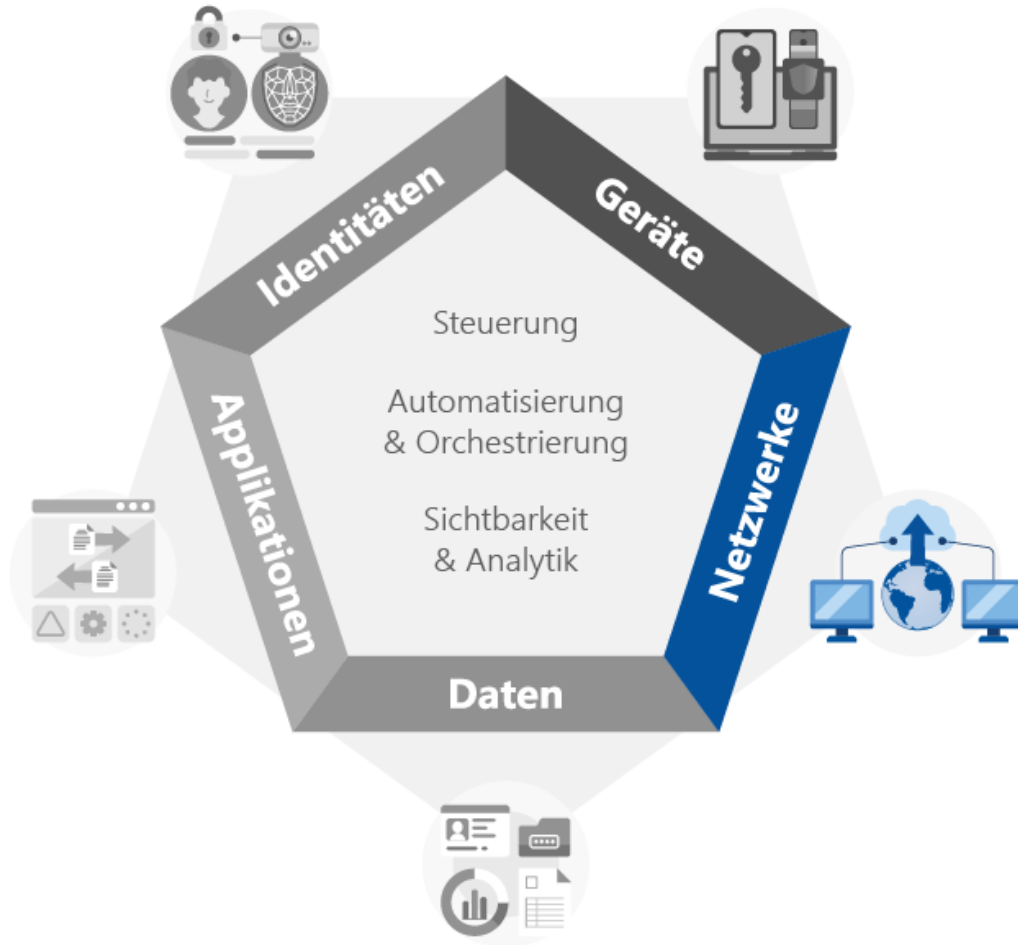 Identitäten
Geräte
Steuerung
Automatisierung
& Orchestrierung
Sichtbarkeit
& Analytik
Applikationen
Netzwerke
Daten